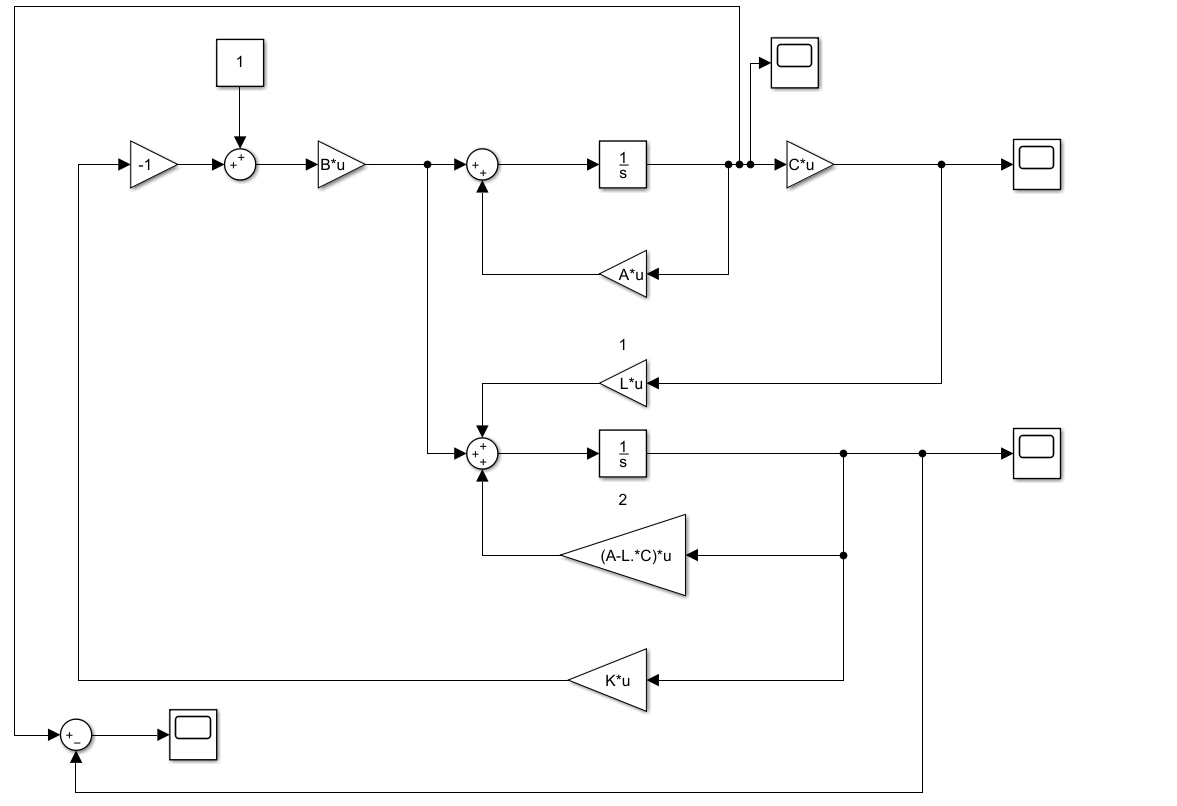 1
-1
+
+
B*u
+
+
1
s
C*u
A*u
1
L*u
+
+
+
1
s
2
(A-L.*C)*u
K*u
+
−